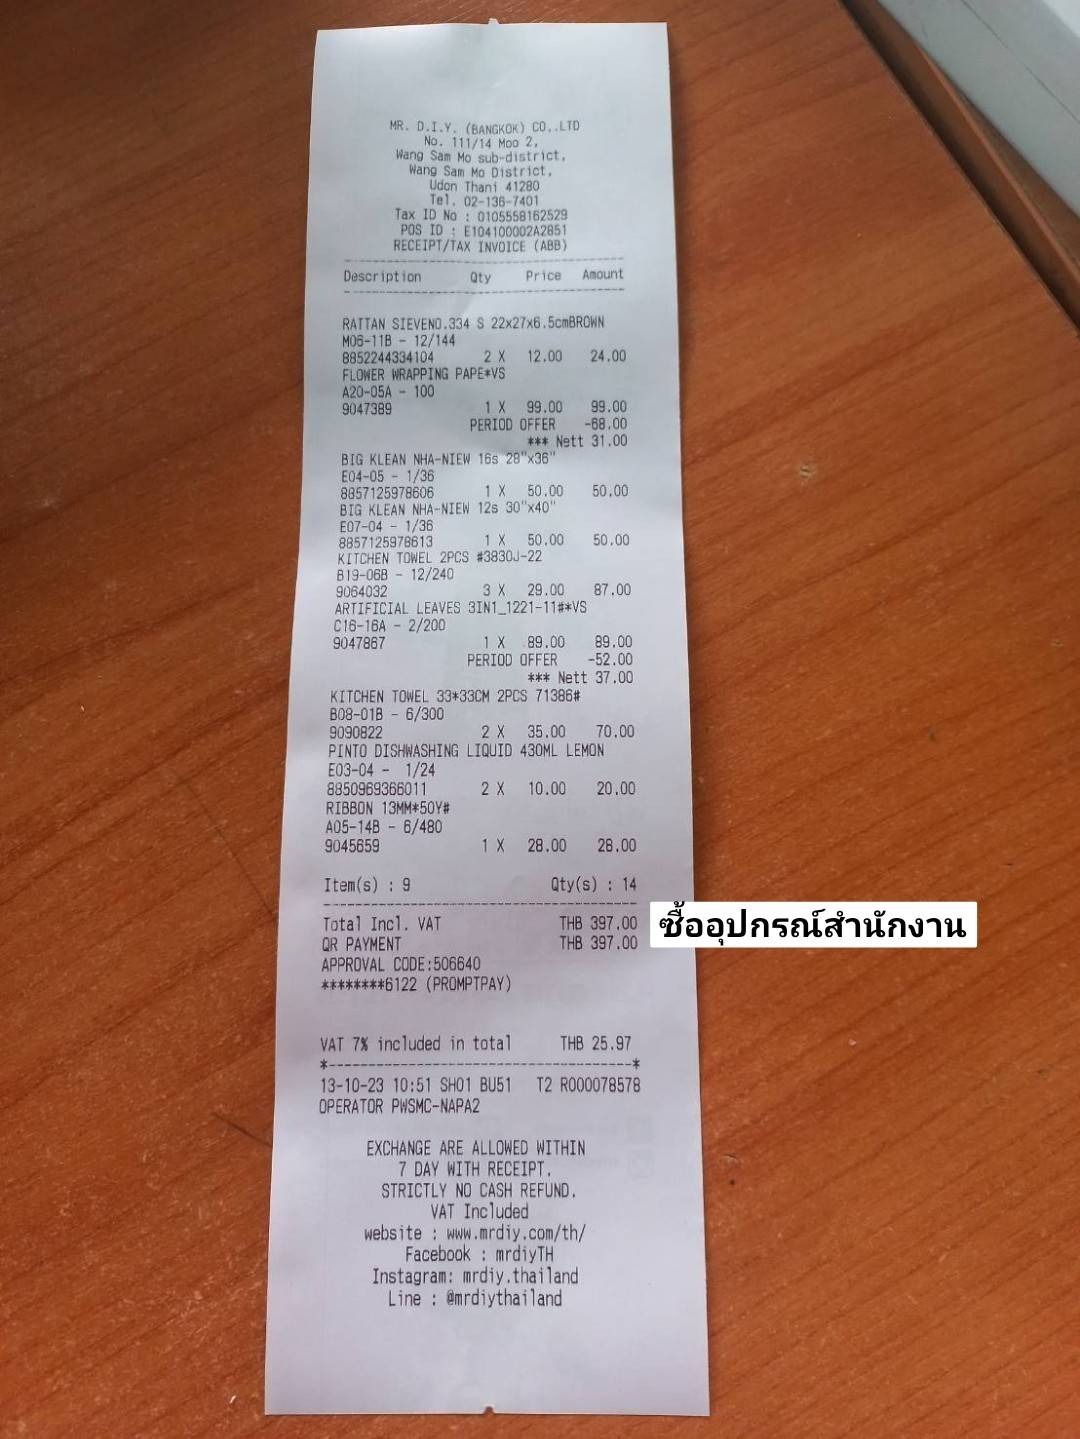 MR. D.I.Y. (BANGKOK) CO.,LTD
No. 111/14 Moo 2,
Wang Sam Mo sub-district,
Wang Sam Mo District,
Udon Thani 41280
Tel. 02-136-7401
Tax ID No : 0105558162529
POS ID : E104100002A2851
RECEIPT/TAX INVOICE (ABB)
Description Qty Price Amount
RATTAN SIEVENO.334 S 22x27x6.5cmBROWN
M06-11B - 12/144
8852244334104 2 X 12.00 24.00
FLOWER WRAPPING PAPE*VS
A20-05A - 100
9047389 1 X 99.00 99.00
PERIOD OFFER -68.00
*** Nett 31.00
BIG KLEAN NHA-NIEW 16s 28"x36"
E04-05 - 1/36
8857125978606 1 X 50.00 50.00
BIG KLEAN NHA-NIEW 12s 30"x40"
E07-04 - 1/36
8857125978613 1 X 50.00 50.00
KITCHEN TOWEL 2PCS #3830J-22
B19-06B - 12/240
9064032 3 X 29.00 87.00
ARTIFICIAL LEAVES 3IN1_1221-11#*VS
C16-16A - 2/200
9047867 1 X 89.00 89.00
PERIOD OFFER -52.00
*** Nett 37.00
KITCHEN TOWEL 33*33CM 2PCS 71386#
B08-01B - 6/300
9090822 2 X 35.00 70.00
PINTO DISHWASHING LIQUID 430ML LEMON
E03-04 - 1/24
8850969366011 2 X 10.00 20.00
RIBBON 13MM*50Y#
A05-14B - 6/480
9045659 1 X 28.00 28.00
Item(s) : 9 Qty(s) : 14
Total Incl. VAT THB 397.00
ซื้ออุปกรณ์สำนักงาน
QR PAYMENT THB 397.00
APPROVAL CODE:506640
********6122 (PROMPTPAY)
VAT 7% included in total THB 25.97
*-----------------------------------*
13-10-23 10:51 SH01 BU51 T2 R000078578
OPERATOR PWSMC-NAPA2
EXCHANGE ARE ALLOWED WITHIN
7 DAY WITH RECEIPT.
STRICTLY NO CASH REFUND.
VAT Included
website : www.mrdiy.com/th/
Facebook : mrdiyTH
Instagram: mrdiy.thailand
Line : @mrdiythailand